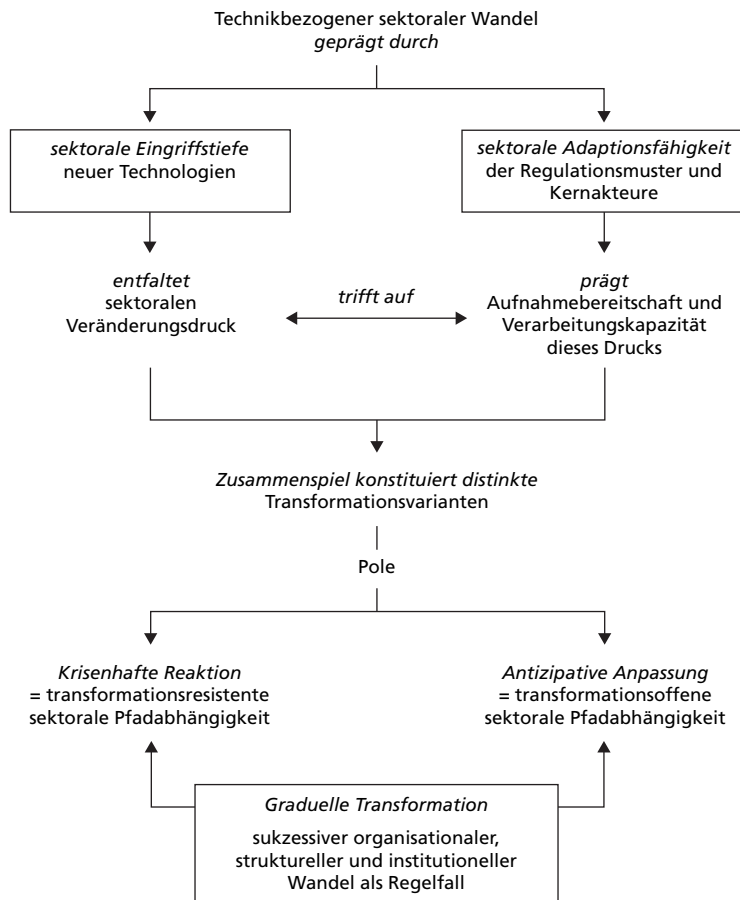 Technikbezogener sektoraler Wandel
geprägt durch
sektorale Eingriffstiefe
neuer Technologien
sektorale Adaptionsfähigkeit
der Regulationsmuster und
Kernakteure
entfaltet
sektoralen
Veränderungsdruck
trifft auf
prägt
Aufnahmebereitschaft und
Verarbeitungskapazität
dieses Drucks
Zusammenspiel konstituiert distinkte
Transformationsvarianten
Pole
Krisenhafte Reaktion
= transformationsresistente
sektorale Pfadabhängigkeit
Antizipative Anpassung
= transformationsoffene
sektorale Pfadabhängigkeit
Graduelle Transformation
sukzessiver organisationaler,
struktureller und institutioneller
Wandel als Regelfall